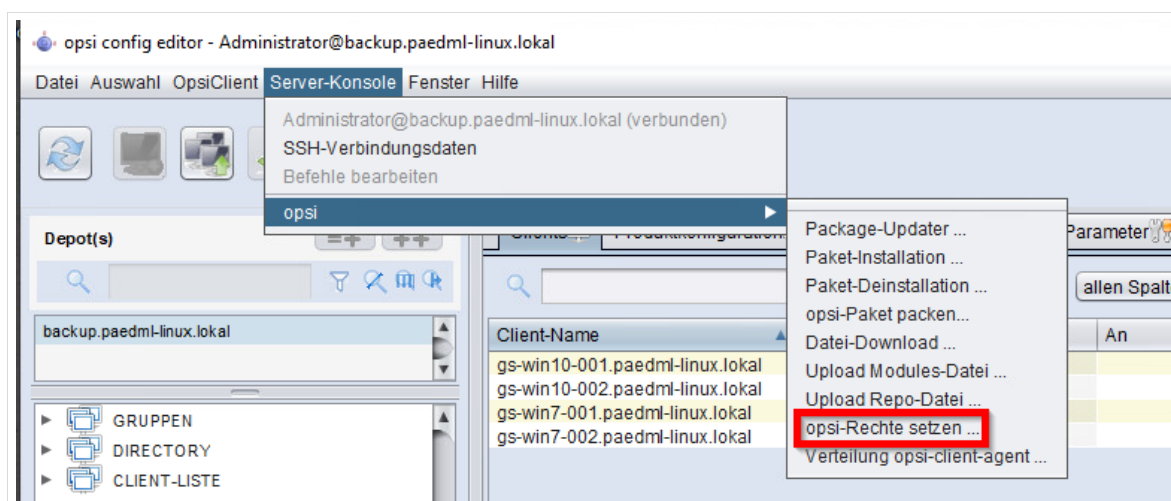 opsi config editor - Administrator@backup.paedml-linux.lokal
Datei Auswahl OpsiClient Server-Konsole Fenster Hilfe
Administrator@backup.paedml-linux.lokal (verbunden)
SSH-Verbindungsdaten
Befehle bearbeiten
opsi
Package-Updater ...
Paket-Installation ...
Paket-Deinstallation ...
opsi-Paket packen...
Datei-Download ...
Upload Modules-Datei ...
Upload Repo-Datei ...
opsi-Rechte setzen ...
Verteilung opsi-client-agent ...
Depot(s)
backup.paedml-linux.lokal
GRUPPEN
DIRECTORY
CLIENT-LISTE
Clients
Produktkonfiguration
Parameter
allen Spalt
Client-Name
An
gs-win10-001.paedml-linux.lokal
gs-win10-002.paedml-linux.lokal
gs-win7-001.paedml-linux.lokal
gs-win7-002.paedml-linux.lokal